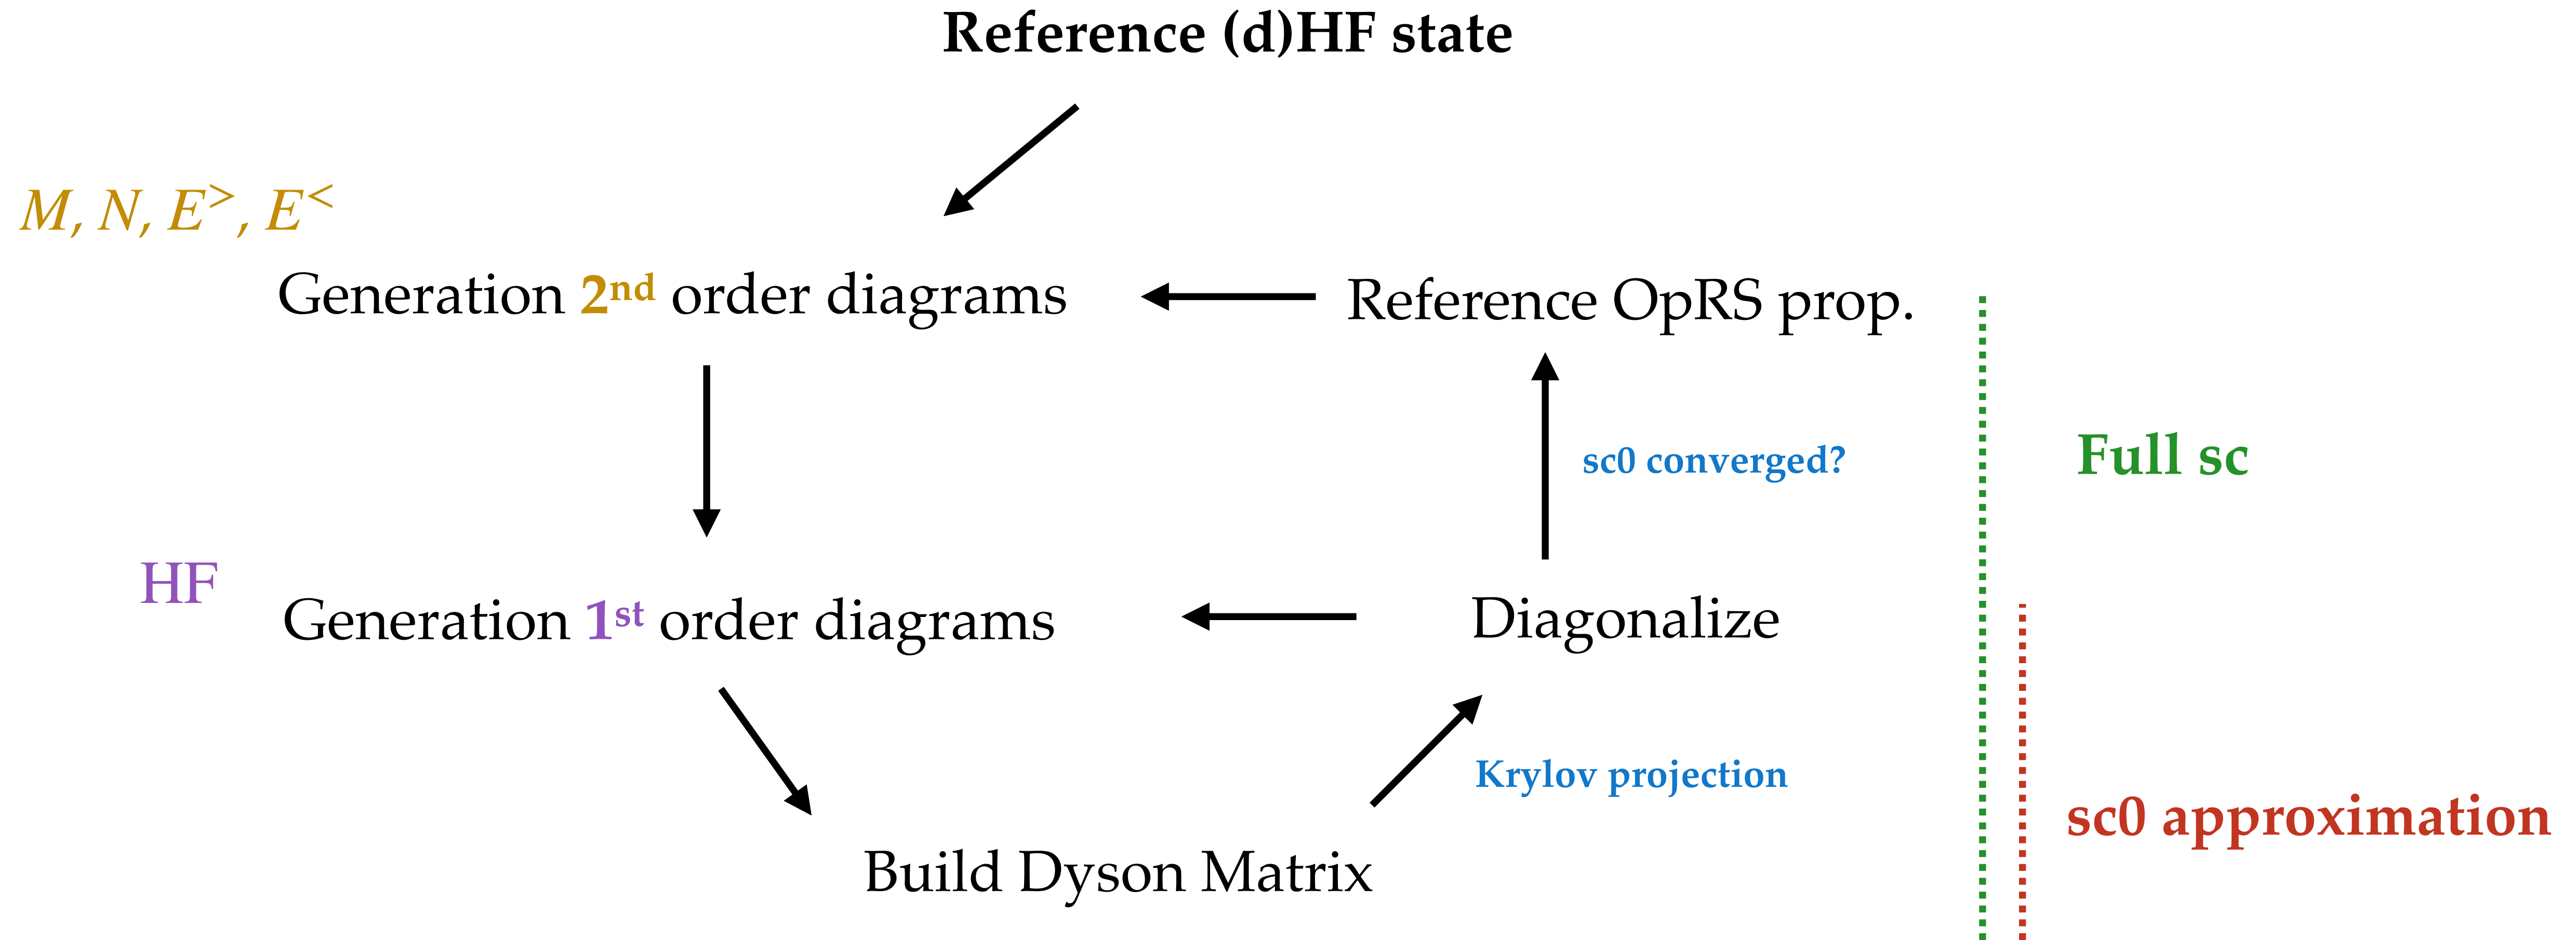 Reference (d)HF state
M, N, E>, E<
Generation 2nd order diagrams
Reference OpRS prop.
sc0 converged?
Full sc
HF
Generation 1st order diagrams
Diagonalize
Krylov projection
sc0 approximation
Build Dyson Matrix